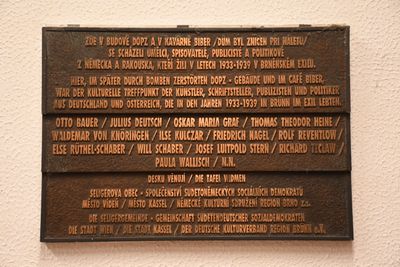 ZDE V BUDOVĚ DOPZ A V KAVÁRNĚ BIBER /DŮM BYL ZNIČEN PŘI NÁLETU/
SE SCHÁZELI UMĚLCI, SPISOVATELÉ, PUBLICISTÉ A POLITIKOVÉ
Z NĚMECKA A RAKOUSKA, KTEŘÍ ŽILI V LETECH 1933-1939 V BRNĚNSKÉM EXILU.
HIER, IM SPÄTER DURCH BOMBEN ZERSTÖRTEN DOPZ - GEBÄUDE UND IM CAFÉ BIBER,
WAR DER KULTURELLE TREFFPUNKT DER KÜNSTLER, SCHRIFTSTELLER, PUBLIZISTEN UND POLITIKER
AUS DEUTSCHLAND UND ÖSTERREICH, DIE IN DEN JAHREN 1933-1939 IN BRÜNN IM EXIL LEBTEN.
OTTO BAUER / JULIUS DEUTSCH / OSKAR MARIA GRAF / THOMAS THEODOR HEINE /
WALDEMAR VON KNÖRINGEN / ILSE KULCZAR / FRIEDRICH NAGEL / ROLF REVENTLOW /
ELSE RÜTHEL-SCHABER / WILL SCHABER / JOSEF LUITPOLD STERN / RICHARD TECLAW /
PAULA WALLISCH / N.N.
DESKU VĚNUJÍ / DIE TAFEL WIDMEN
SELIGEROVA OBEC - SPOLEČENSTVÍ SUDETONĚMECKÝCH SOCIÁLNÍCH DEMOKRATŮ
MĚSTO VÍDEŇ / MĚSTO KASSEL / NĚMECKÉ KULTURNÍ SDRUŽENÍ REGION BRNO z.s.
DIE SELIGERGEMEINDE - GEMEINSCHAFT SUDETENDEUTSCHER SOZIALDEMOKRATEN
DIE STADT WIEN / DIE STADT KASSEL / DER DEUTSCHE KULTURVERBAND REGION BRÜNN e.V.